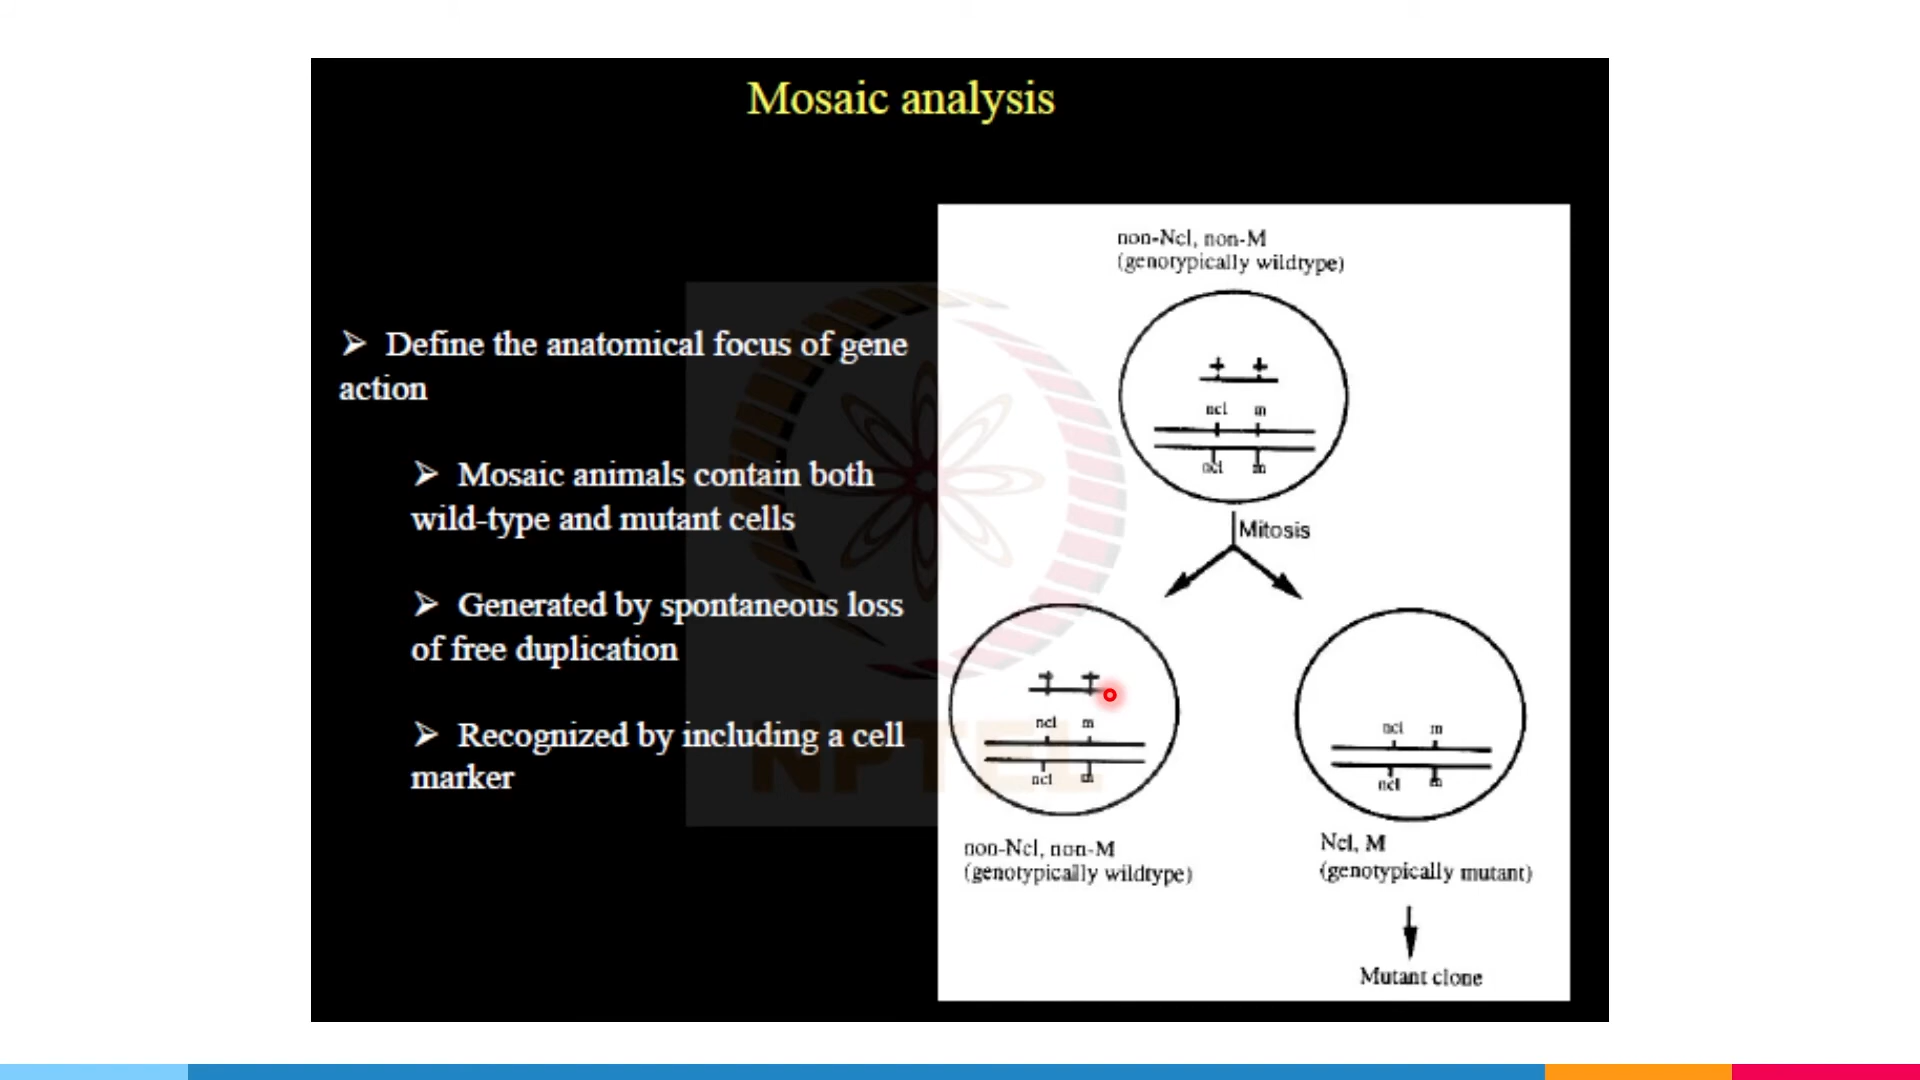 Mosaic analysis
➢ Define the anatomical focus of gene
action
➢ Mosaic animals contain both
wild-type and mutant cells
➢ Generated by spontaneous loss
of free duplication
➢ Recognized by including a cell
marker
non-Ncl, non-M
(genotypically wildtype)
+ +
ncl m
ncl m
Mitosis
+ +
ncl m
ncl m
non-Ncl, non-M
(genotypically wildtype)
ncl m
ncl m
Ncl, M
(genotypically mutant)
Mutant clone
NPTEL